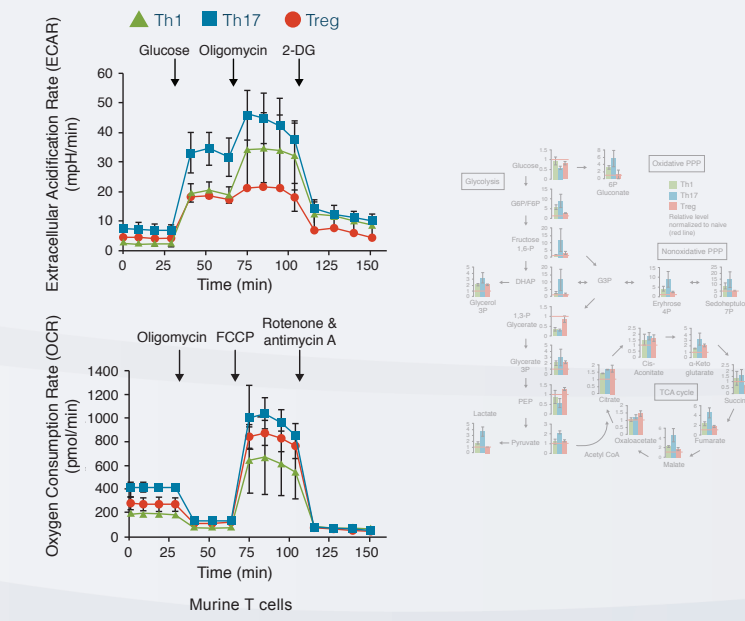 Th1 Th17 Treg
Glucose Oligomycin 2-DG
Extracellular Acidification Rate (ECAR)
(mpH/min)
60
50
40
30
20
10
0
0 25 50 75 100 125 150
Time (min)
Oligomycin FCCP Rotenone &
antimycin A
Oxygen Consumption Rate (OCR)
(pmol/min)
1400
1200
1000
800
600
400
200
0
0 25 50 75 100 125 150
Time (min)
Murine T cells
Glycolysis
Glucose
G6P/F6P
Fructose
1,6-P
DHAP
G3P
Glycerol
3P
1,3-P
Glycerate
Glycerate
3P
PEP
Pyruvate
Lactate
Acetyl CoA
6P
Gluconate
Oxidative PPP
Th1
Th17
Treg
Relative level
normalized to naive
(red line)
Nonoxidative PPP
Eryhrose
4P
Sedoheptulo
7P
Cis-
Aconitate
α-Keto
glutarate
Citrate
TCA cycle
Succin
Oxaloacetate
Fumarate
Malate